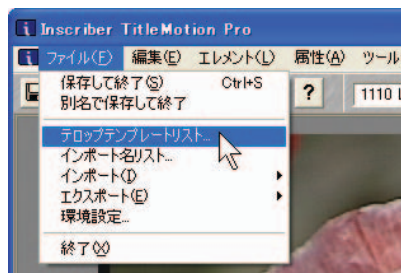 Inscriber TitleMotion Pro
ファイル(F) 編集(E) エレメント(L) 属性(A) ツール
保存して終了(S) Ctrl+S
別名で保存して終了
? 1110
テロップテンプレートリスト...
インポート名リスト...
インポート(I)
エクスポート(E)
環境設定...
終了(X)